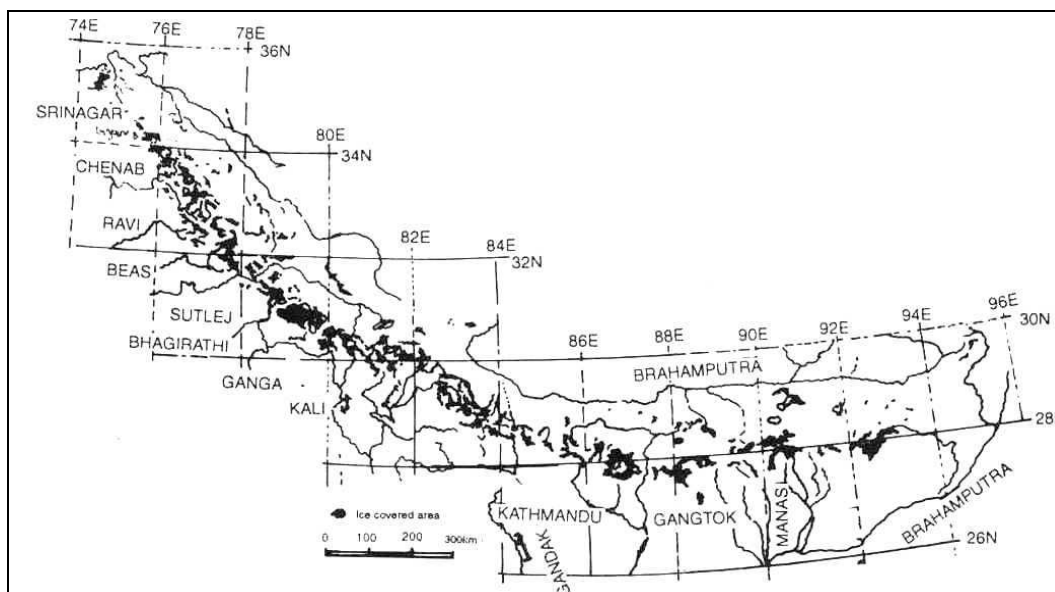 74E
76E
78E
36N
SRINAGAR
80E
34N
CHENAB
RAVI
82E
84E
32N
BEAS
SUTLEJ
BHAGIRATHI
GANGA
KALI
86E
88E
90E
92E
94E
96E
30N
BRAHAMPUTRA
28
KATHMANDU
GANGTOK
MANASI
BRAHAMPUTRA
GANDAK
26N
Ice covered area
0 100 200 300km